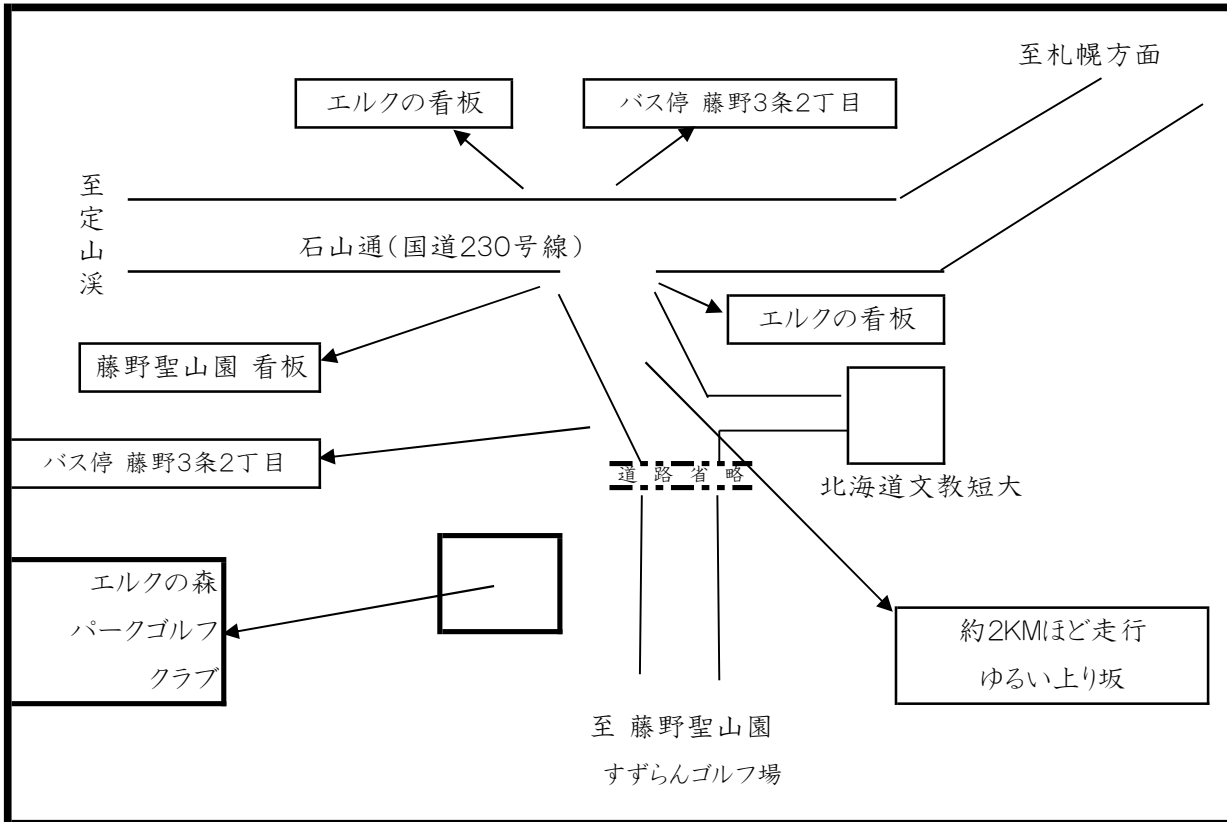 至札幌方面
エルクの看板
バス停 藤野3条2丁目
至定山渓
石山通(国道230号線)
エルクの看板
藤野聖山園 看板
バス停 藤野3条2丁目
道路省略
北海道文教短大
エルクの森
パークゴルフ
クラブ
約2KMほど走行
ゆるい上り坂
至 藤野聖山園
すずらんゴルフ場